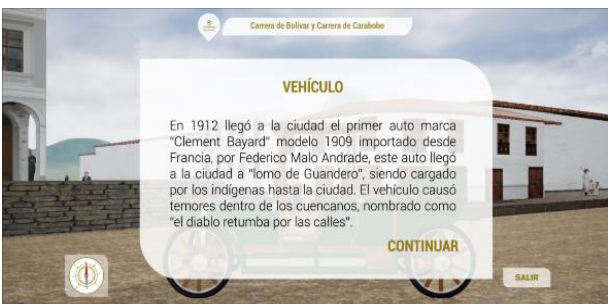 Carrera de Bolívar y Carrera de Carabobo
VEHÍCULO
En 1912 llegó a la ciudad el primer auto marca
"Clement Bayard" modelo 1909 importado desde
Francia, por Federico Malo Andrade, este auto llegó
a la ciudad a "lomo de Guandero", siendo cargado
por los indígenas hasta la ciudad. El vehículo causó
temores dentro de los cuencanos, nombrado como
"el diablo retumba por las calles".
CONTINUAR
SALIR